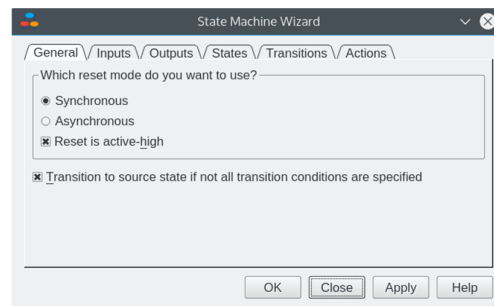 State Machine Wizard
General Inputs Outputs States Transitions Actions
Which reset mode do you want to use?
Synchronous
Asynchronous
Reset is active-high
Transition to source state if not all transition conditions are specified
OK Close Apply Help